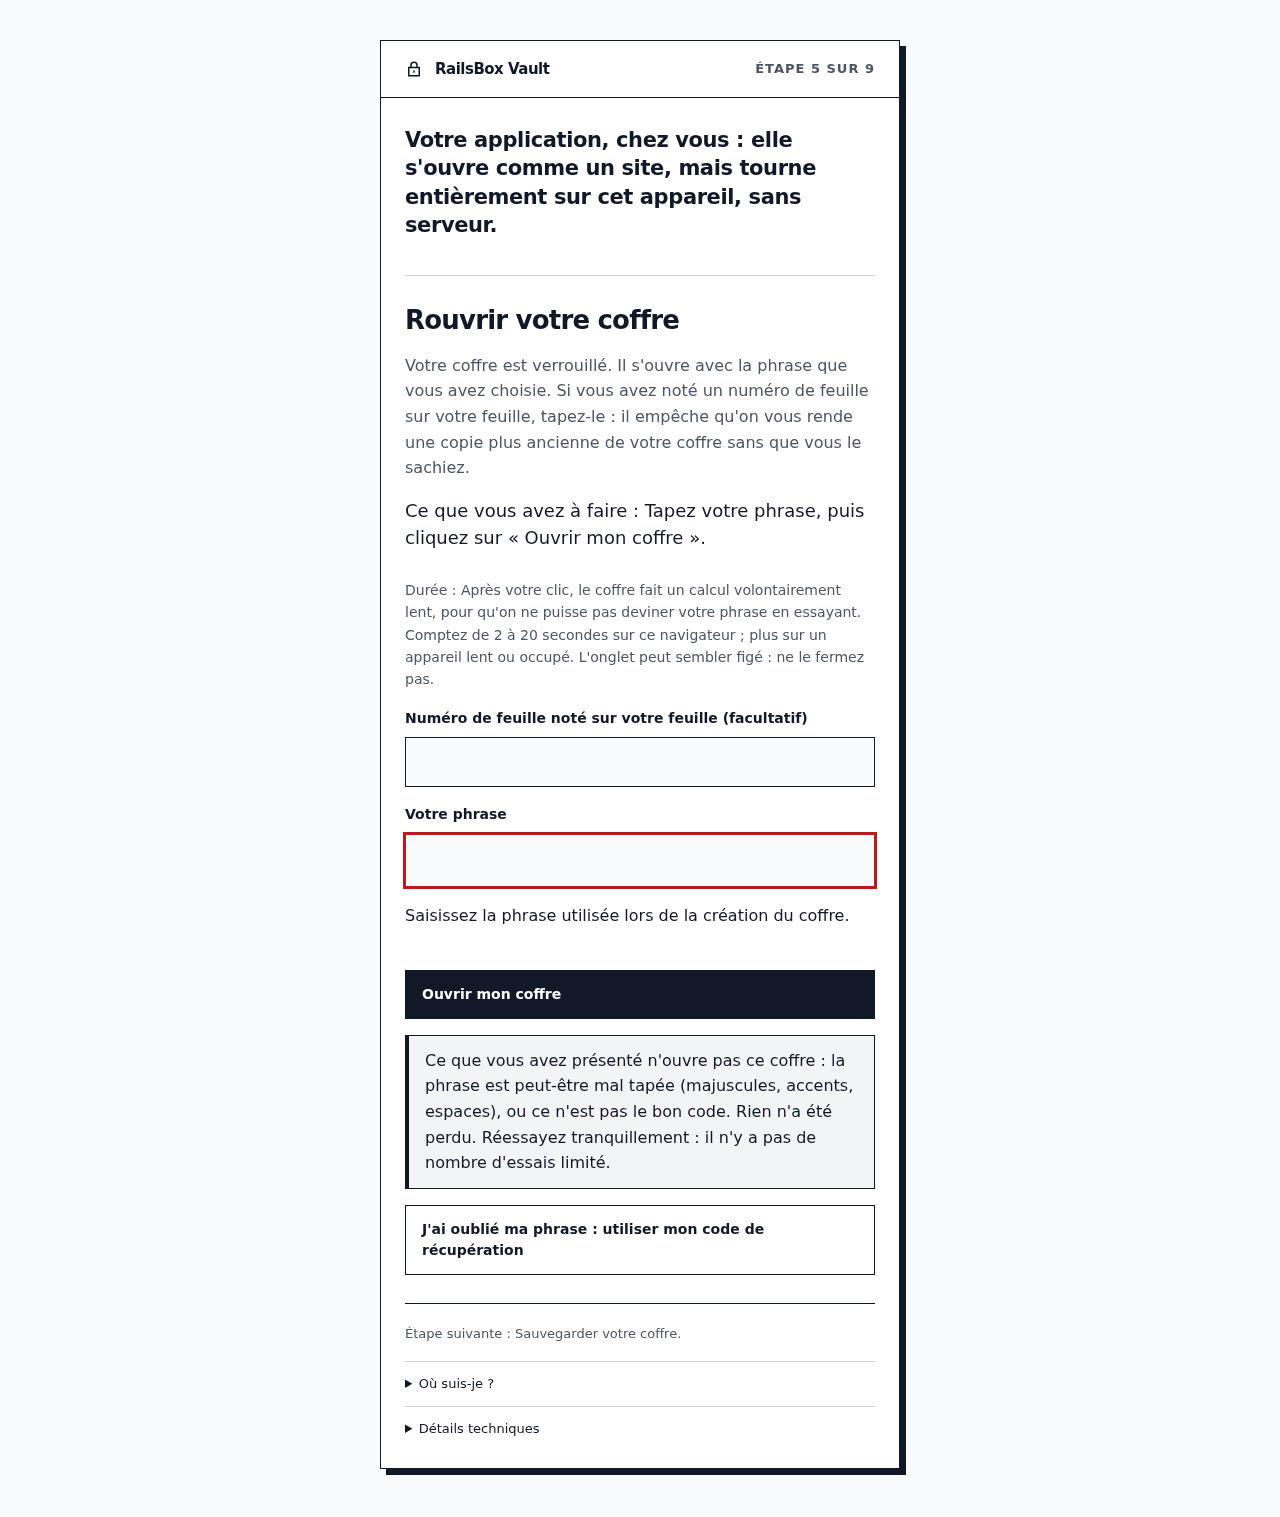 RailsBox Vault
ÉTAPE 5 SUR 9
Votre application, chez vous : elle
s'ouvre comme un site, mais tourne
entièrement sur cet appareil, sans
serveur.
Rouvrir votre coffre
Votre coffre est verrouillé. Il s'ouvre avec la phrase que
vous avez choisie. Si vous avez noté un numéro de feuille
sur votre feuille, tapez-le : il empêche qu'on vous rende
une copie plus ancienne de votre coffre sans que vous le
sachiez.
Ce que vous avez à faire : Tapez votre phrase, puis
cliquez sur « Ouvrir mon coffre ».
Durée : Après votre clic, le coffre fait un calcul volontairement
lent, pour qu'on ne puisse pas deviner votre phrase en essayant.
Comptez de 2 à 20 secondes sur ce navigateur ; plus sur un
appareil lent ou occupé. L'onglet peut sembler figé : ne le fermez
pas.
Numéro de feuille noté sur votre feuille (facultatif)
Votre phrase
Saisissez la phrase utilisée lors de la création du coffre.
Ouvrir mon coffre
Ce que vous avez présenté n'ouvre pas ce coffre : la
phrase est peut-être mal tapée (majuscules, accents,
espaces), ou ce n'est pas le bon code. Rien n'a été
perdu. Réessayez tranquillement : il n'y a pas de
nombre d'essais limité.
J'ai oublié ma phrase : utiliser mon code de
récupération
Étape suivante : Sauvegarder votre coffre.
Où suis-je ?
Détails techniques